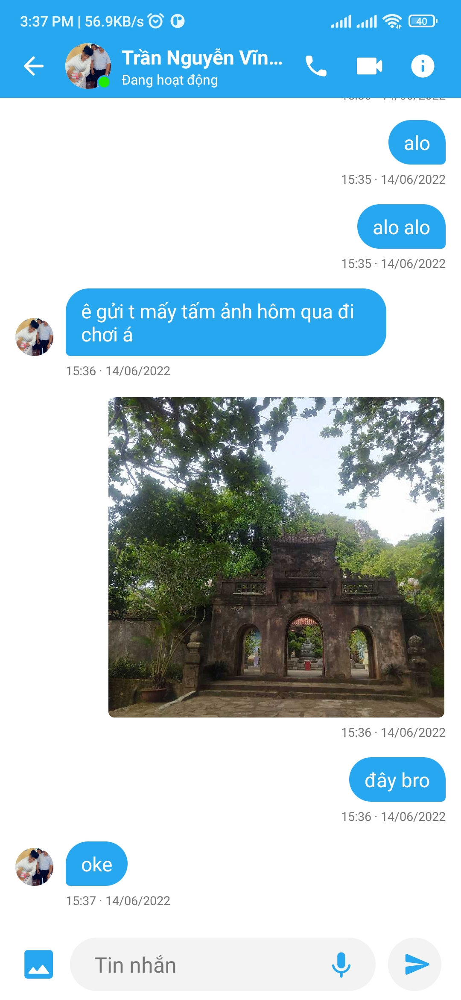 3:37 PM | 56.9KB/s
40
Trần Nguyễn Vĩn...
Đang hoạt động
alo
15:35 · 14/06/2022
alo alo
15:35 · 14/06/2022
ê gửi t mấy tấm ảnh hôm qua đi
chơi á
15:36 · 14/06/2022
15:36 · 14/06/2022
đây bro
15:36 · 14/06/2022
oke
15:37 · 14/06/2022
Tin nhắn